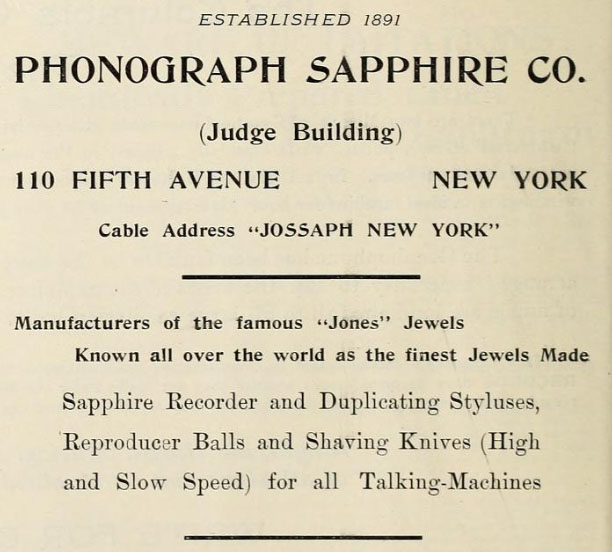 ESTABLISHED 1891
PHONOGRAPH SAPPHIRE CO.
(Judge Building)
110 FIFTH AVENUE NEW YORK
Cable Address “JOSSAPH NEW YORK”
Manufacturers of the famous “Jones” Jewels
Known all over the world as the finest Jewels Made
Sapphire Recorder and Duplicating Styluses,
Reproducer Balls and Shaving Knives (High
and Slow Speed) for all Talking-Machines